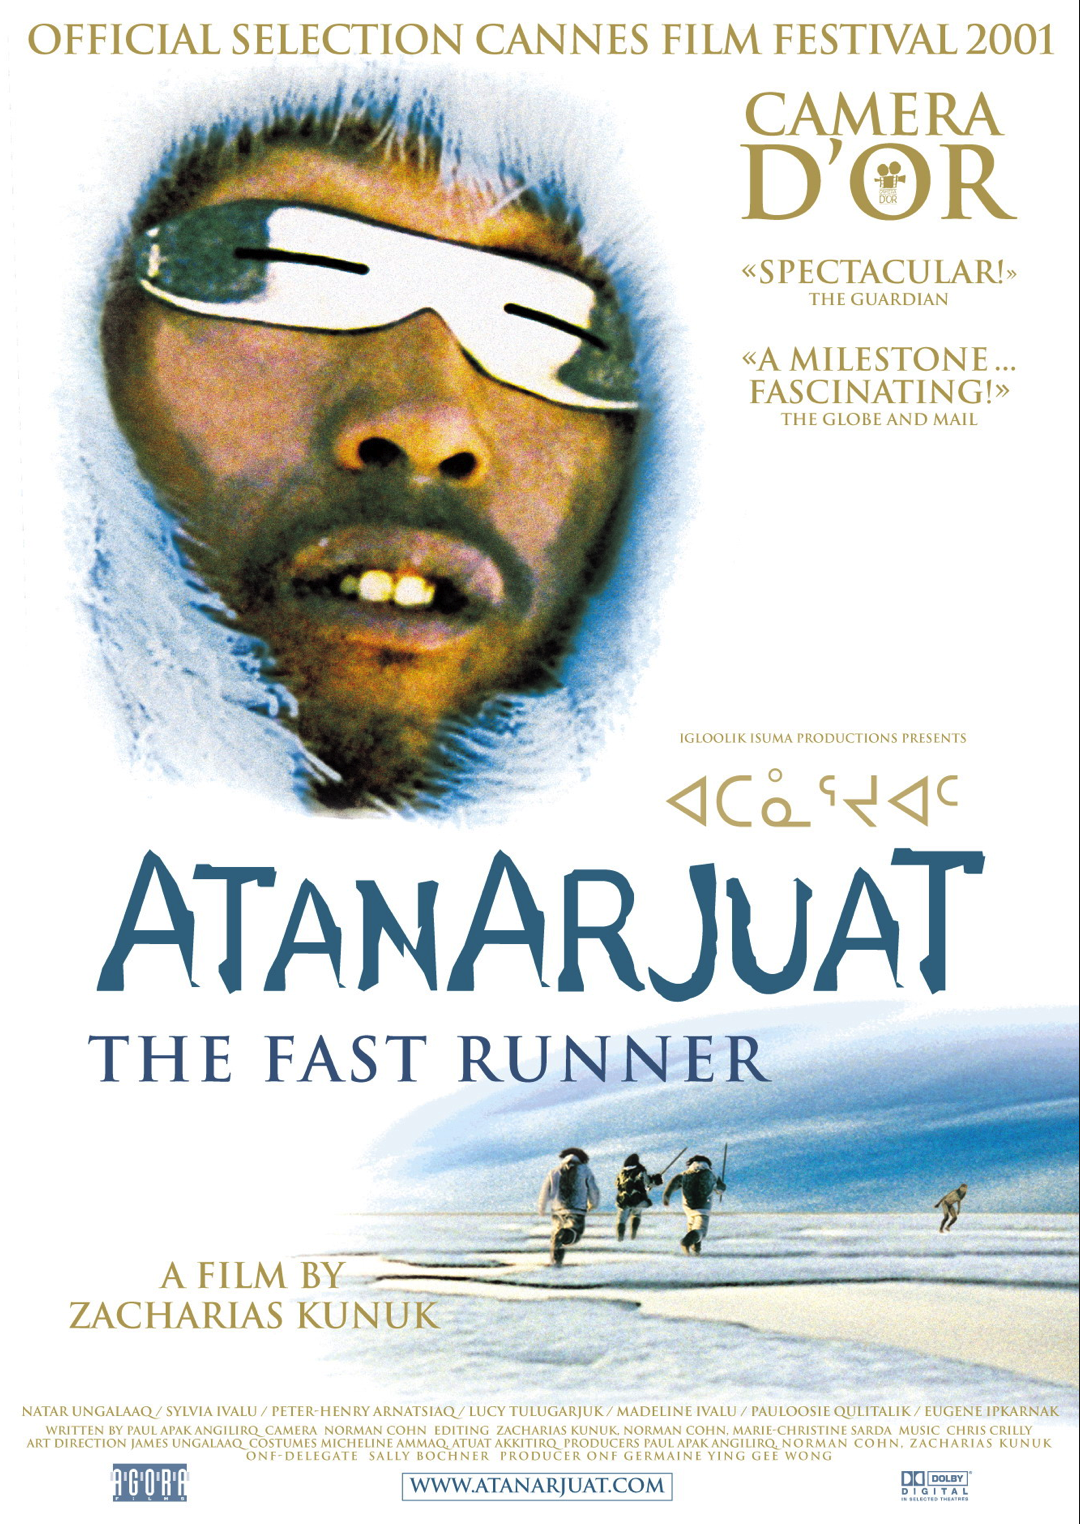 OFFICIAL SELECTION CANNES FILM FESTIVAL 2001
CAMERA
D'OR
«SPECTACULAR!»
THE GUARDIAN
«A MILESTONE...
FASCINATING!»
THE GLOBE AND MAIL
IGLOOLIK ISUMA PRODUCTIONS PRESENTS
ᐊᑕᓈᕐᔪᐊᑦ
ATANARJUAT
THE FAST RUNNER
A FILM BY
ZACHARIAS KUNUK
NATAR UNGALAAQ / SYLVIA IVALU / PETER-HENRY ARNATSIAQ / LUCY TULUGARJUK / MADELINE IVALU / PAULOOSIE QULITALIK / EUGENE IPKARNAK
WRITTEN BY PAUL APAK ANGILIRQ CAMERA NORMAN COHN EDITING ZACHARIAS KUNUK, NORMAN COHN, MARIE-CHRISTINE SARDA MUSIC CHRIS CRILLY
ART DIRECTION JAMES UNGALAAQ COSTUMES MICHELINE AMMAQ, ATUAT AKKITIRQ PRODUCERS PAUL APAK ANGILIRQ, NORMAN COHN, ZACHARIAS KUNUK
ONF-DELEGATE SALLY BOCHNER PRODUCER ONF GERMAINE YING GEE WONG
AGORA
FILMS
WWW.ATANARJUAT.COM
DOLBY
DIGITAL
IN SELECTED THEATRES